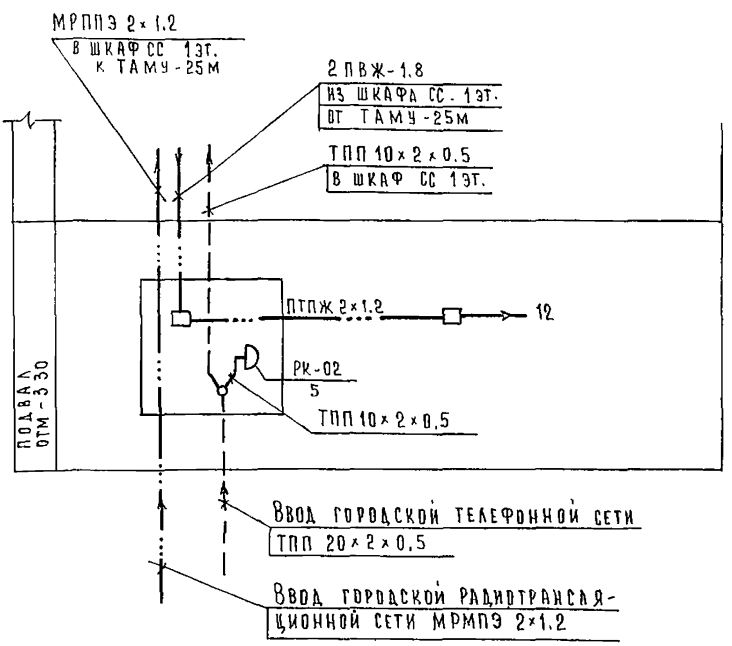 МРППЭ 2×1.2
В ШКАФ СС 1ЭТ.
К ТАМУ-25М
2 ПВЖ-1.8
ИЗ ШКАФА СС. 1ЭТ.
ОТ ТАМУ-25М
ТПП 10×2×0.5
В ШКАФ СС 1ЭТ.
ПТПЖ 2×1.2
12
РК-02
5
ТПП 10×2×0,5
ПОДВАЛ
ОТМ-330
ВВОД ГОРОДСКОЙ ТЕЛЕФОННОЙ СЕТИ
ТПП 20×2×0,5
ВВОД ГОРОДСКОЙ РАДИОТРАНСЛЯ-
ЦИОННОЙ СЕТИ МРМПЭ 2×1.2